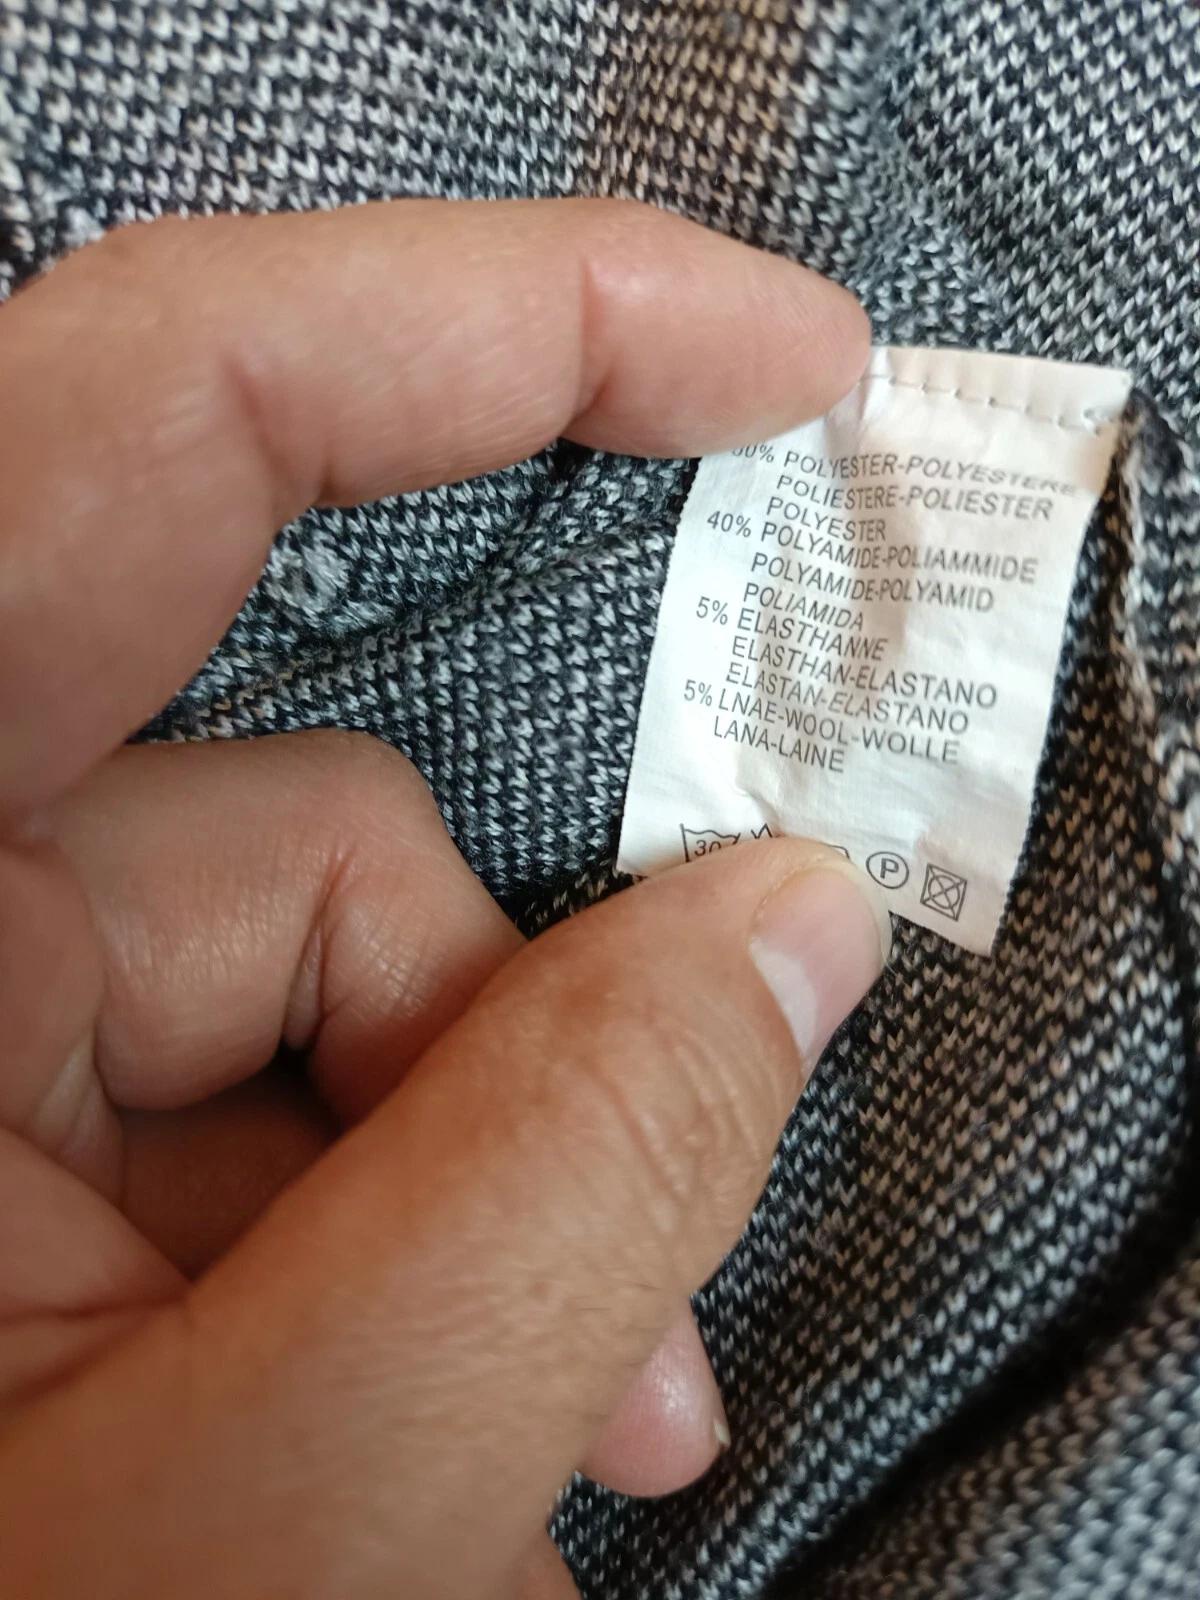 POLYESTER-POLYESTERE
POLIESTERE-POLIESTER
POLYESTER
40% POLYAMIDE-POLIAMMIDE
POLYAMIDE-POLYAMID
POLIAMIDA
5% ELASTHANNE
ELASTHAN-ELASTANO
ELASTAN-ELASTANO
5% LNAE-WOOL-WOLLE
LANA-LAINE
30
P